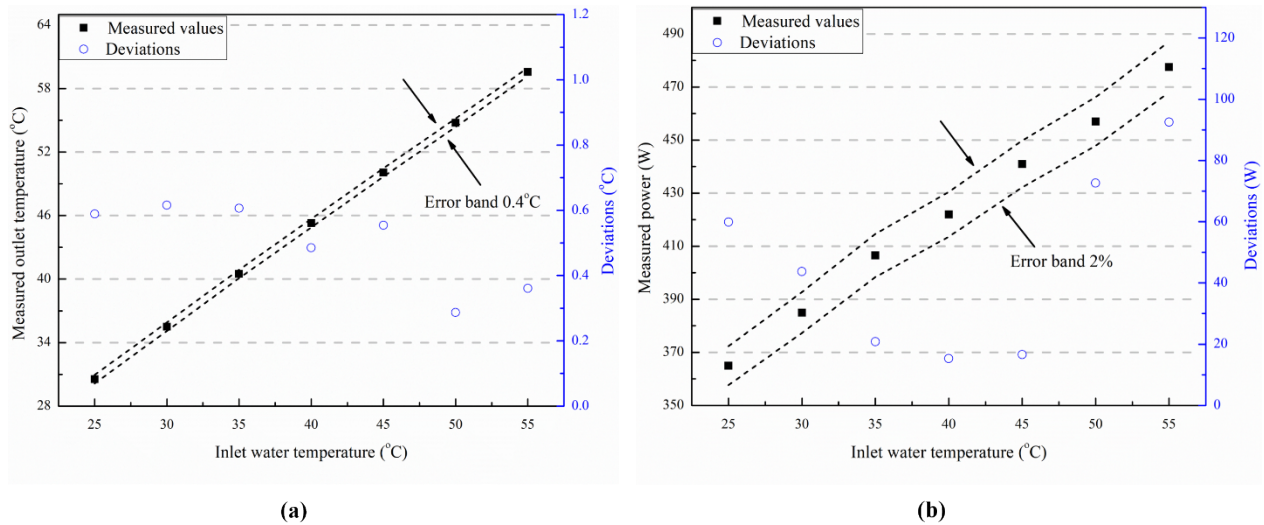 Measured values
Deviations
64
58
52
46
40
34
28
1.2
1.0
0.8
0.6
0.4
0.2
0.0
Measured outlet temperature (°C)
Deviations (°C)
Error band 0.4°C
25 30 35 40 45 50 55
Inlet water temperature (°C)
(a)
Measured values
Deviations
490
470
450
430
410
390
370
350
120
100
80
60
40
20
0
Measured power (W)
Deviations (W)
Error band 2%
25 30 35 40 45 50 55
Inlet water temperature (°C)
(b)